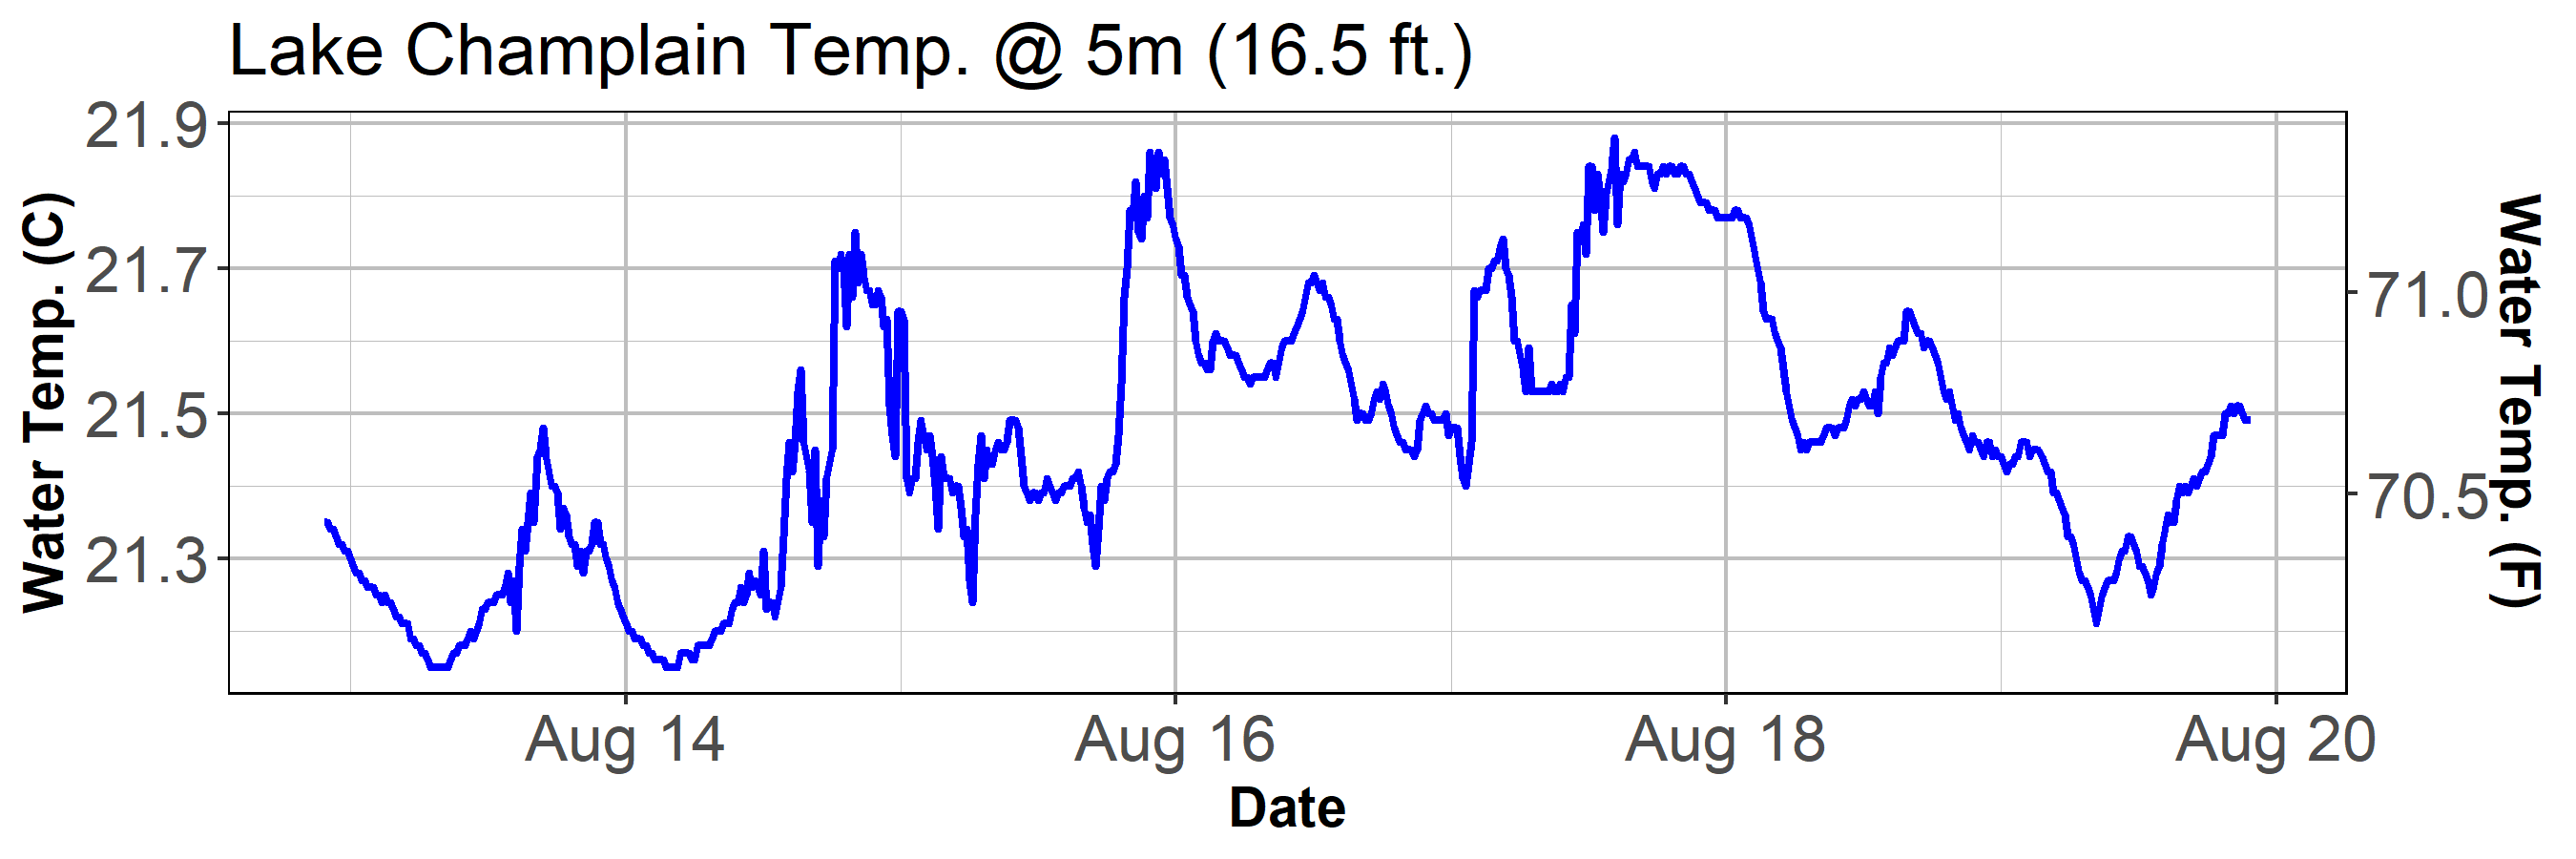 Lake Champlain Temp. @ 5m (16.5 ft.)
Water Temp. (C)
21.9
21.7
21.5
21.3
71.0
70.5
Water Temp. (F)
Aug 14
Aug 16
Aug 18
Aug 20
Date